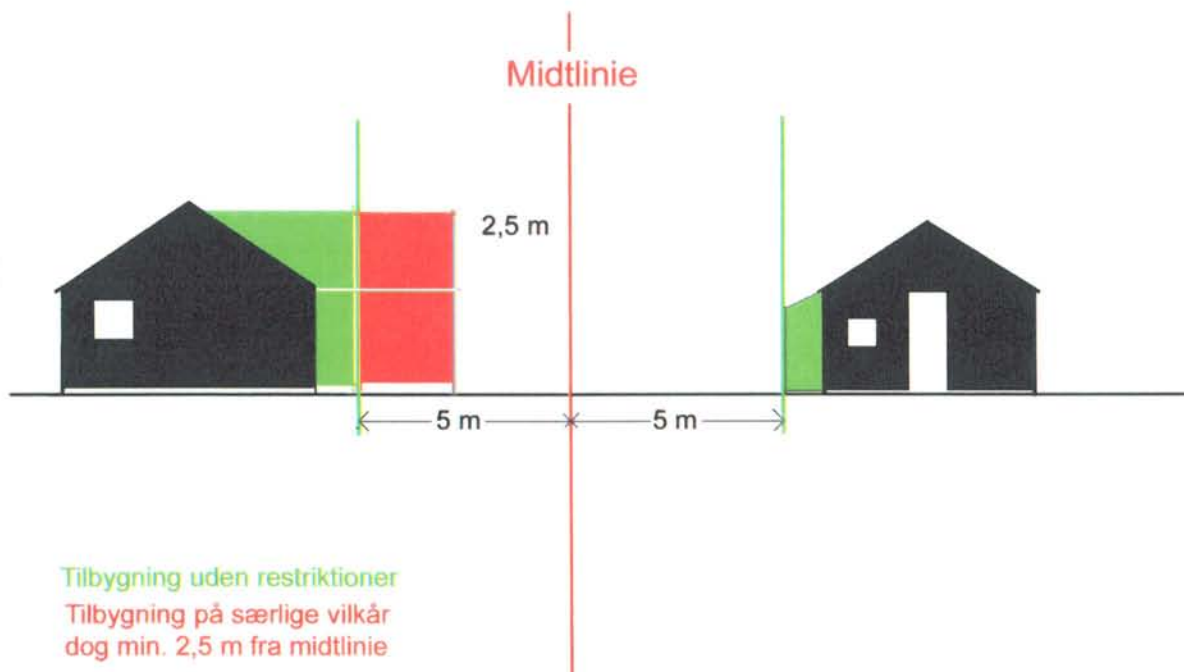 Midtlinie
2,5 m
5 m 5 m
Tilbygning uden restriktioner
Tilbygning på særlige vilkår
dog min. 2,5 m fra midtlinie